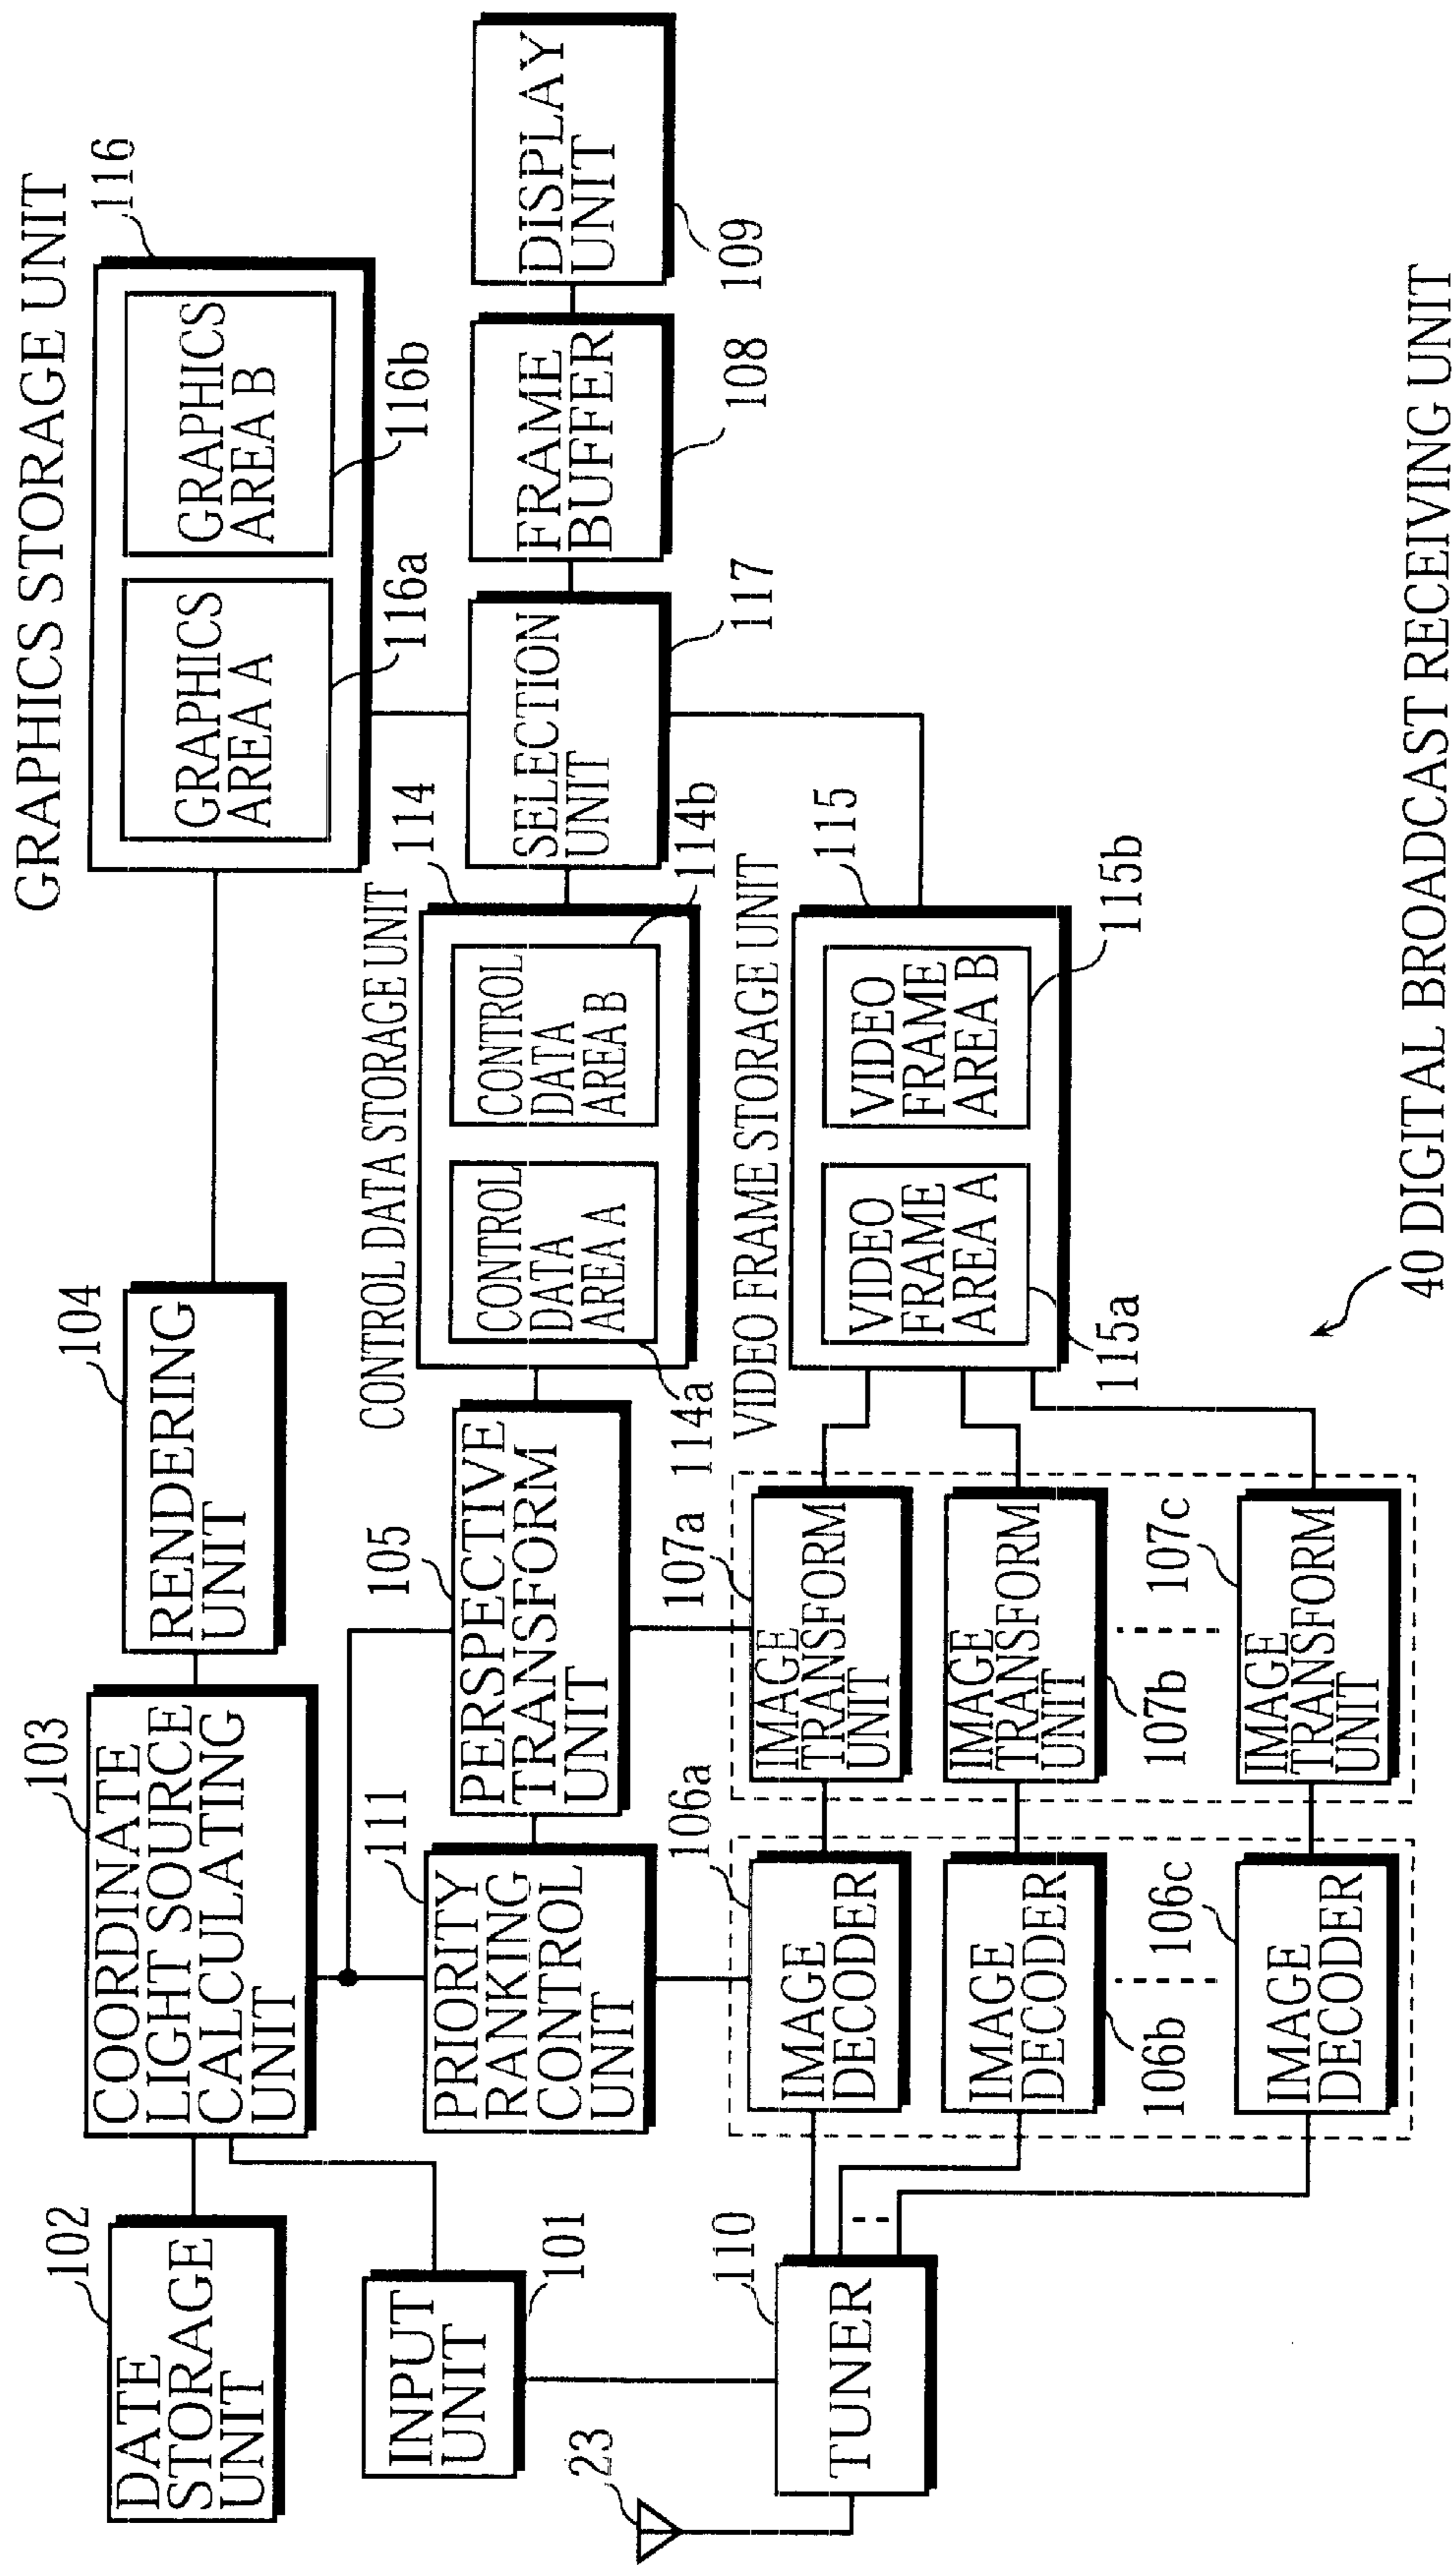 GRAPHICS STORAGE UNIT
116
GRAPHICS
AREA A
GRAPHICS
AREA B
116a
116b
102
DATE
STORAGE
UNIT
103
COORDINATE
LIGHT SOURCE
CALCULATING
UNIT
104
RENDERING
UNIT
INPUT
UNIT
101
111
PRIORITY
RANKING
CONTROL
UNIT
105
PERSPECTIVE
TRANSFORM
UNIT
CONTROL DATA STORAGE UNIT
114
CONTROL
DATA
AREA A
CONTROL
DATA
AREA B
114a
114b
SELECTION
UNIT
117
FRAME
BUFFER
108
DISPLAY
UNIT
109
23
110
TUNER
106a
IMAGE
DECODER
IMAGE
DECODER
106b
106c
IMAGE
DECODER
107a
IMAGE
TRANSFORM
UNIT
IMAGE
TRANSFORM
UNIT
107b
107c
IMAGE
TRANSFORM
UNIT
VIDEO FRAME STORAGE UNIT
115
VIDEO
FRAME
AREA A
VIDEO
FRAME
AREA B
115a
115b
40 DIGITAL BROADCAST RECEIVING UNIT